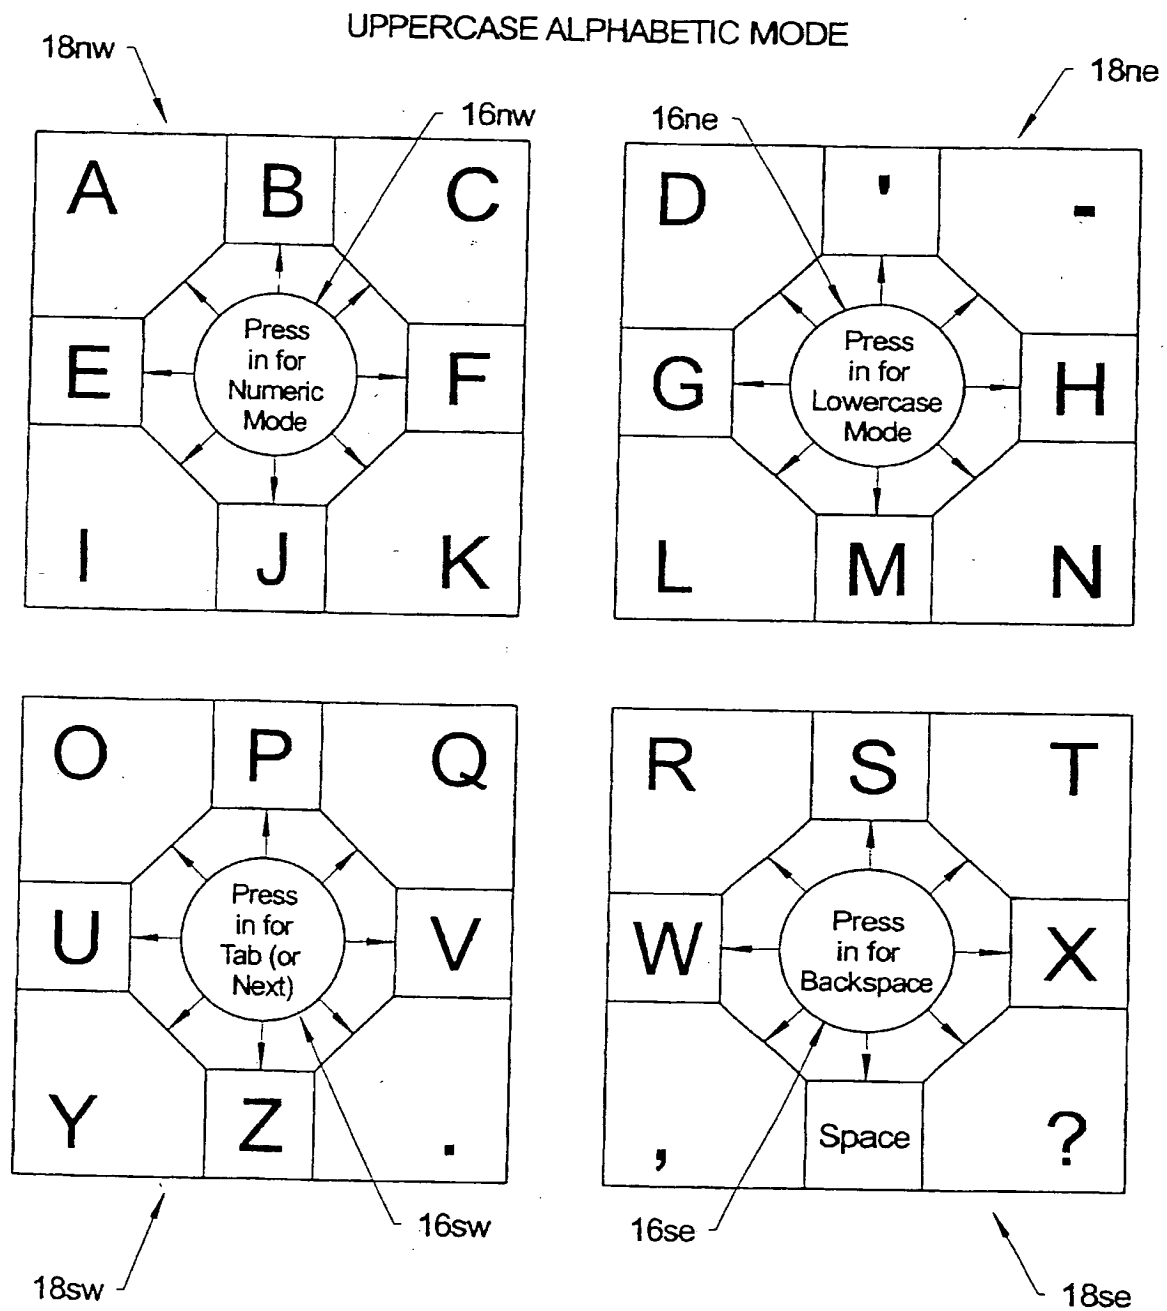 UPPERCASE ALPHABETIC MODE
18nw
18ne
16nw
16ne
A B C
E
Press
in for
Numeric
Mode
F
I J K
D ' -
G
Press
in for
Lowercase
Mode
H
L M N
O P Q
U
Press
in for
Tab (or
Next)
V
Y Z .
R S T
W
Press
in for
Backspace
X
, Space ?
16sw
16se
18sw
18se